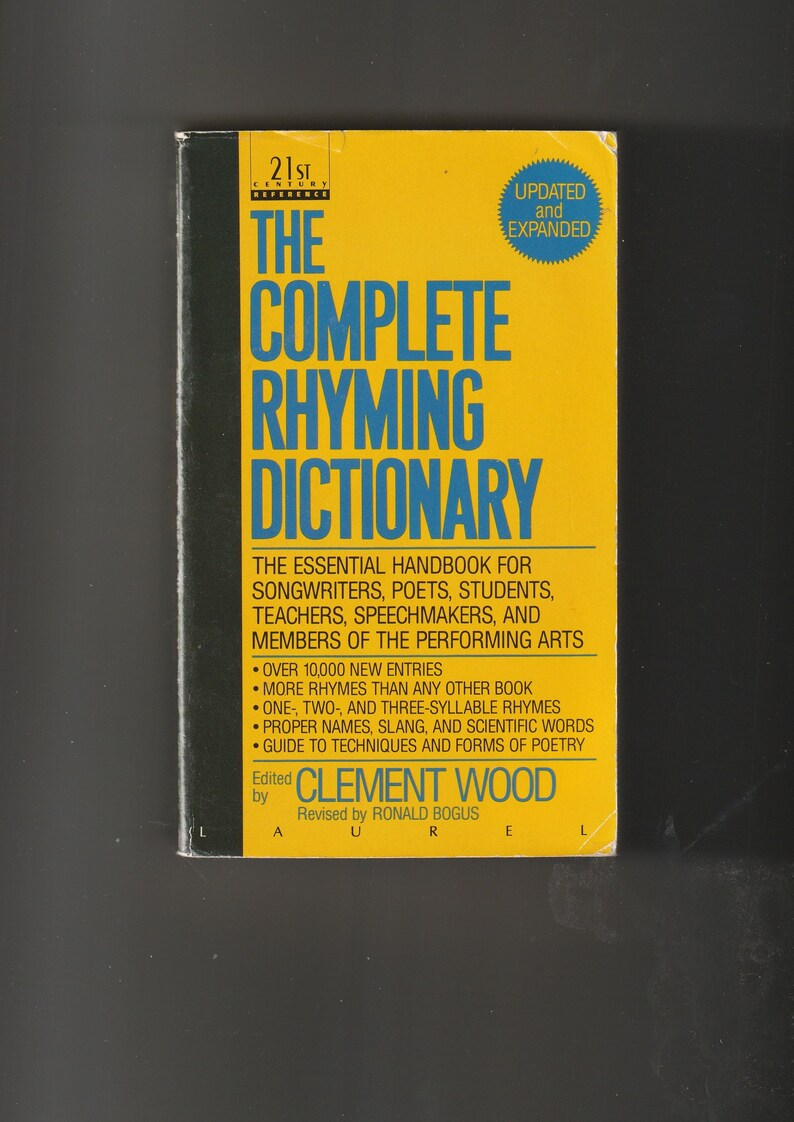 21ST
CENTURY
REFERENCE
UPDATED
and
EXPANDED
THE
COMPLETE
RHYMING
DICTIONARY
THE ESSENTIAL HANDBOOK FOR
SONGWRITERS, POETS, STUDENTS,
TEACHERS, SPEECHMAKERS, AND
MEMBERS OF THE PERFORMING ARTS
• OVER 10,000 NEW ENTRIES
• MORE RHYMES THAN ANY OTHER BOOK
• ONE-, TWO-, AND THREE-SYLLABLE RHYMES
• PROPER NAMES, SLANG, AND SCIENTIFIC WORDS
• GUIDE TO TECHNIQUES AND FORMS OF POETRY
Edited by CLEMENT WOOD
Revised by RONALD BOGUS
LAUREL